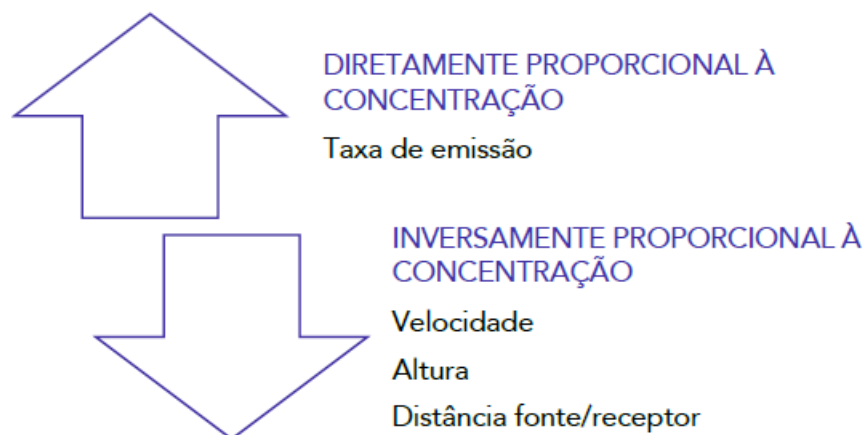 DIRETAMENTE PROPORCIONAL À
CONCENTRAÇÃO
Taxa de emissão
INVERSAMENTE PROPORCIONAL À
CONCENTRAÇÃO
Velocidade
Altura
Distância fonte/receptor